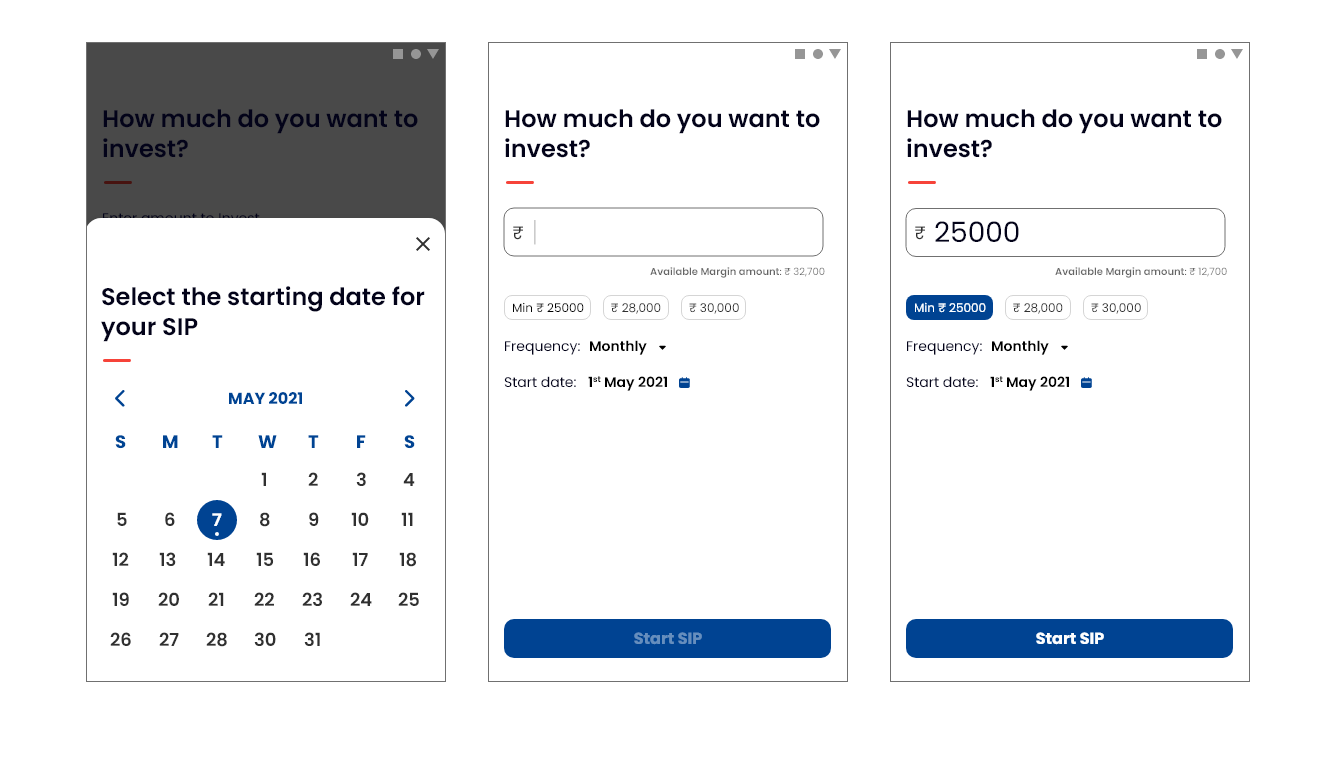 How much do you want to
invest?
Enter amount to invest
Select the starting date for
your SIP
MAY 2021
S M T W T F S
1 2 3 4
5 6 7 8 9 10 11
12 13 14 15 16 17 18
19 20 21 22 23 24 25
26 27 28 30 31
How much do you want to
invest?
₹
Available Margin amount: ₹ 32,700
Min ₹ 25000 ₹ 28,000 ₹ 30,000
Frequency: Monthly
Start date: 1st May 2021
Start SIP
How much do you want to
invest?
₹ 25000
Available Margin amount: ₹ 12,700
Min ₹ 25000 ₹ 28,000 ₹ 30,000
Frequency: Monthly
Start date: 1st May 2021
Start SIP